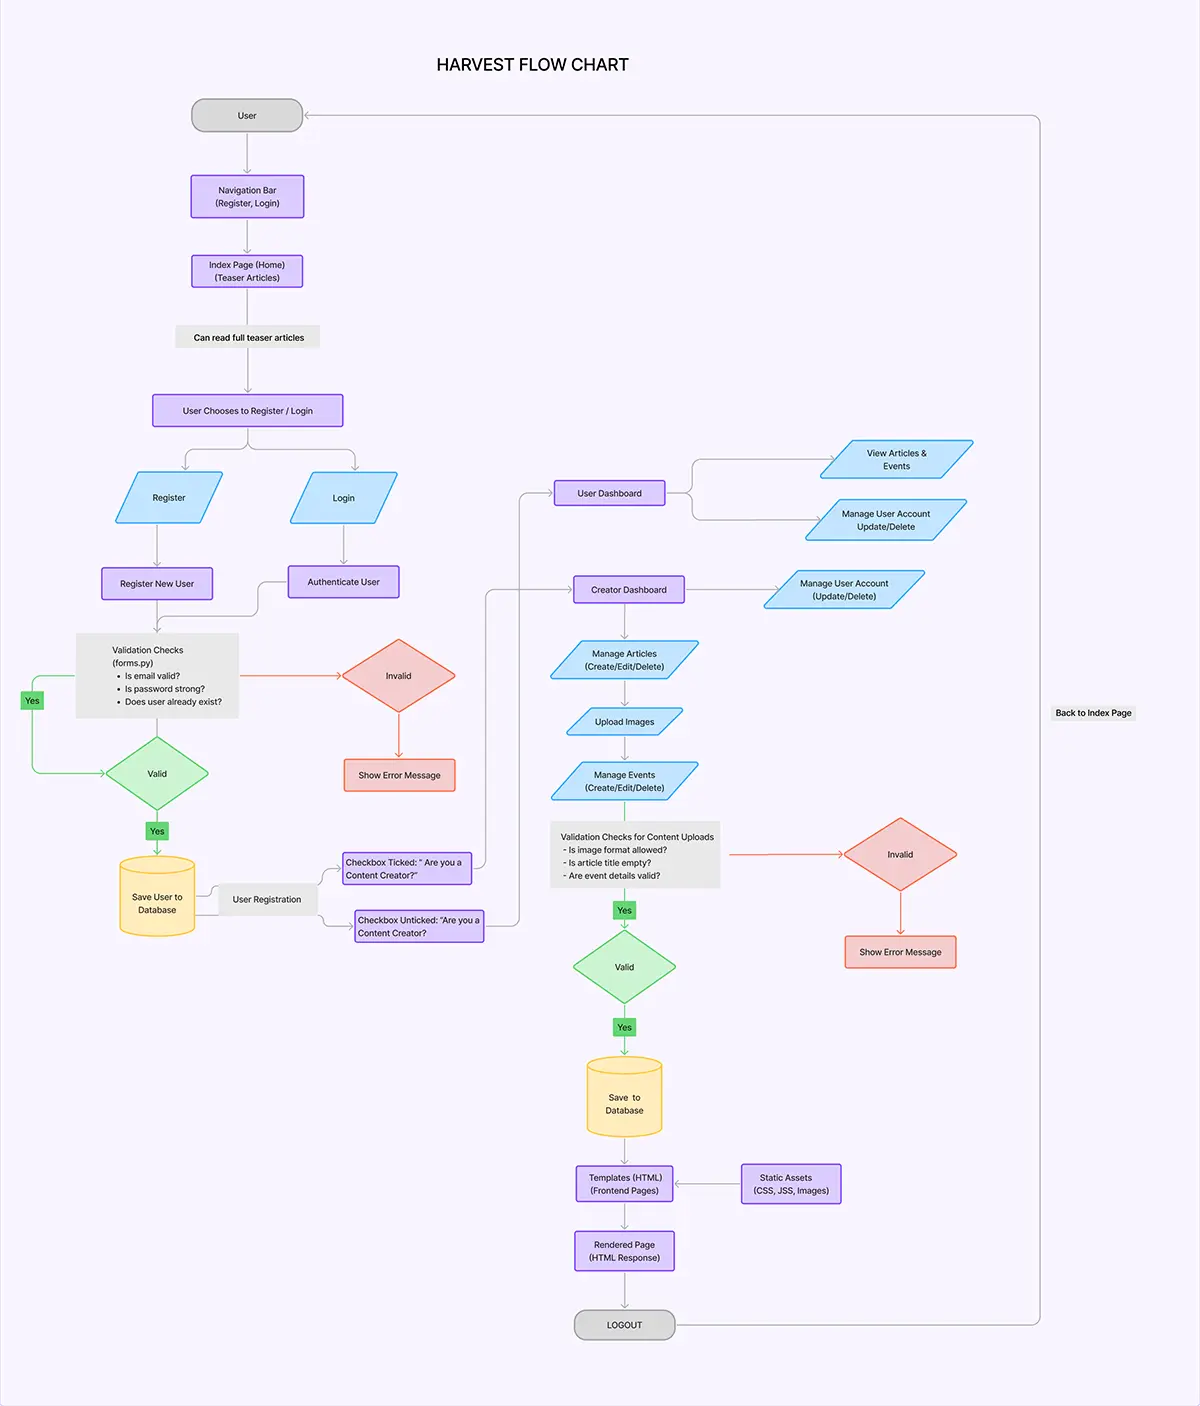 HARVEST FLOW CHART
User
Navigation Bar
(Register, Login)
Index Page (Home)
(Teaser Articles)
Can read full teaser articles
User Chooses to Register / Login
Register
Login
Register New User
Authenticate User
Validation Checks
(forms.py)
• Is email valid?
• Is password strong?
• Does user already exist?
Yes
Invalid
Show Error Message
Valid
Yes
Save User to
Database
User Registration
Checkbox Ticked: " Are you a
Content Creator?"
Checkbox Unticked: "Are you a
Content Creator?
User Dashboard
View Articles &
Events
Manage User Account
Update/Delete
Creator Dashboard
Manage User Account
(Update/Delete)
Manage Articles
(Create/Edit/Delete)
Upload Images
Manage Events
(Create/Edit/Delete)
Validation Checks for Content Uploads
- Is image format allowed?
- Is article title empty?
- Are event details valid?
Invalid
Show Error Message
Yes
Valid
Yes
Save to
Database
Templates (HTML)
(Frontend Pages)
Static Assets
(CSS, JSS, Images)
Rendered Page
(HTML Response)
LOGOUT
Back to Index Page